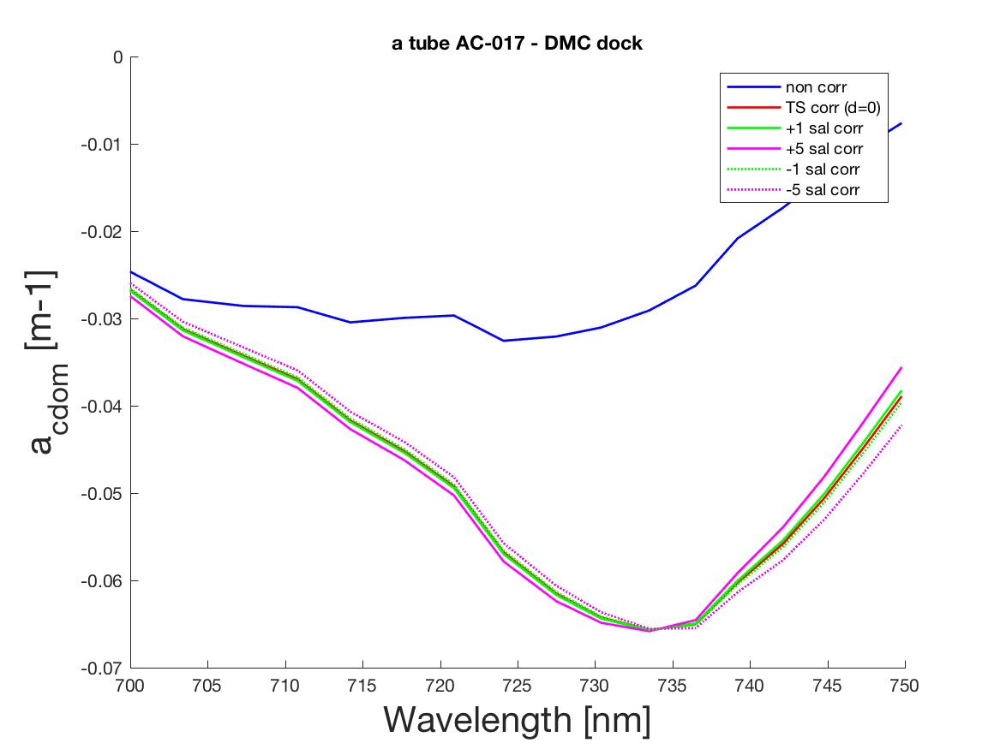 a tube AC-017 - DMC dock
non corr
TS corr (d=0)
+1 sal corr
+5 sal corr
-1 sal corr
-5 sal corr
0
-0.01
-0.02
-0.03
-0.04
-0.05
-0.06
-0.07
a_cdom [m-1]
700 705 710 715 720 725 730 735 740 745 750
Wavelength [nm]